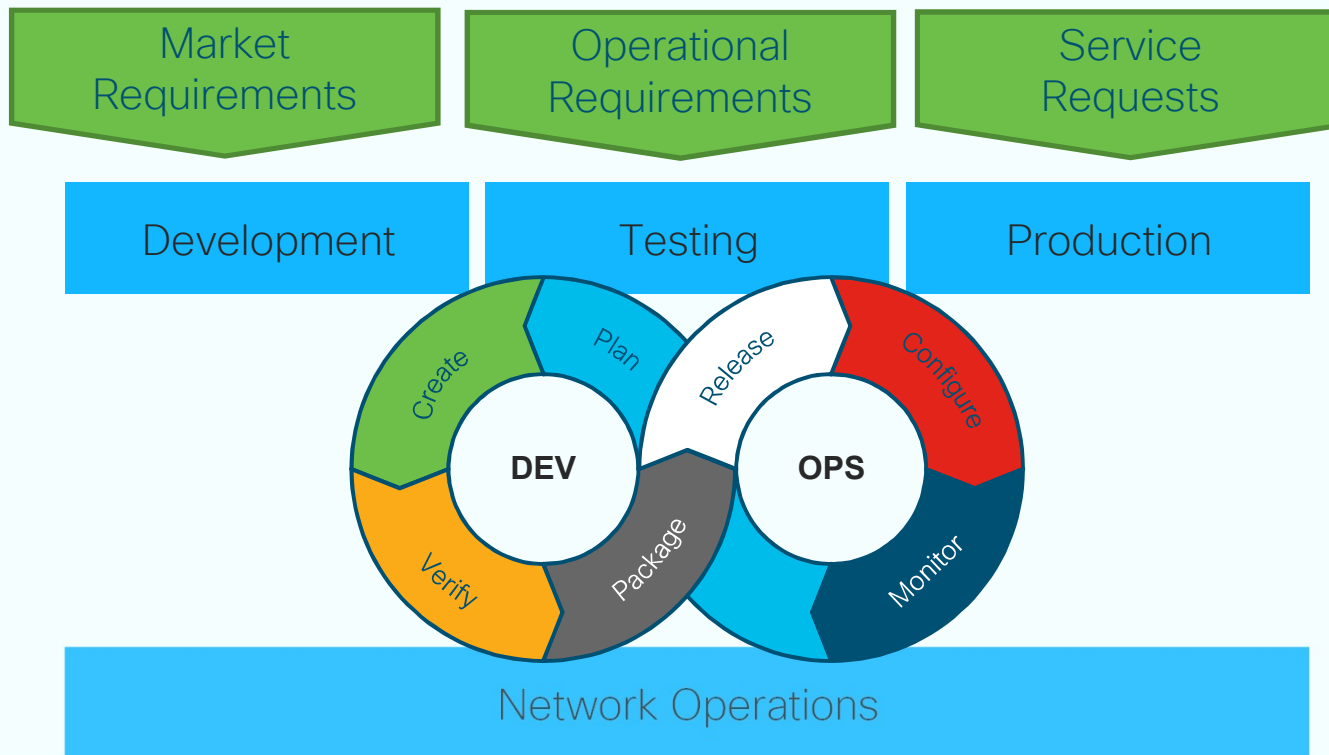 Market
Requirements
Operational
Requirements
Service
Requests
Development
Testing
Production
Plan
Create
Verify
Package
Release
Configure
Monitor
DEV
OPS
Network Operations